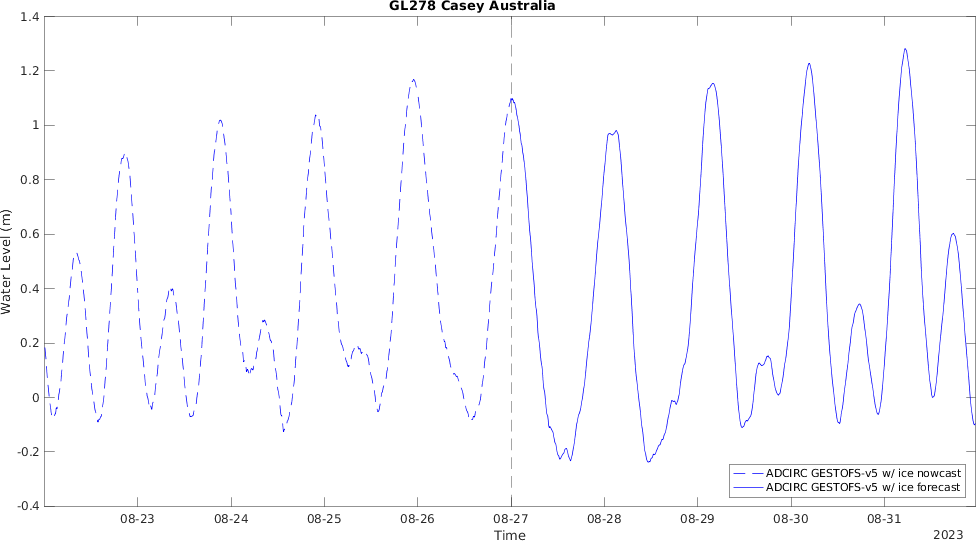 GL278 Casey Australia
1.4
1.2
1
0.8
0.6
0.4
0.2
0
-0.2
-0.4
Water Level (m)
08-23 08-24 08-25 08-26 08-27 08-28 08-29 08-30 08-31
Time
2023
ADCIRC GESTOFS-v5 w/ ice nowcast
ADCIRC GESTOFS-v5 w/ ice forecast